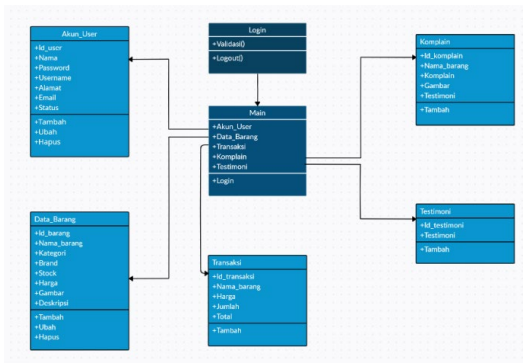 Akun_User
+Id_user
+Nama
+Password
+Username
+Alamat
+Email
+Status
+Tambah
+Ubah
+Hapus
Login
+Validasi()
+Logout()
Komplain
+Id_komplain
+Nama_barang
+Komplain
+Gambar
+Testimoni
+Tambah
Main
+Akun_User
+Data_Barang
+Transaksi
+Komplain
+Testimoni
+Login
Data_Barang
+Id_barang
+Nama_barang
+Kategori
+Brand
+Stock
+Harga
+Gambar
+Deskripsi
+Tambah
+Ubah
+Hapus
Transaksi
+Id_transaksi
+Nama_barang
+Harga
+Jumlah
+Total
+Tambah
Testimoni
+Id_testimoni
+Testimoni
+Tambah